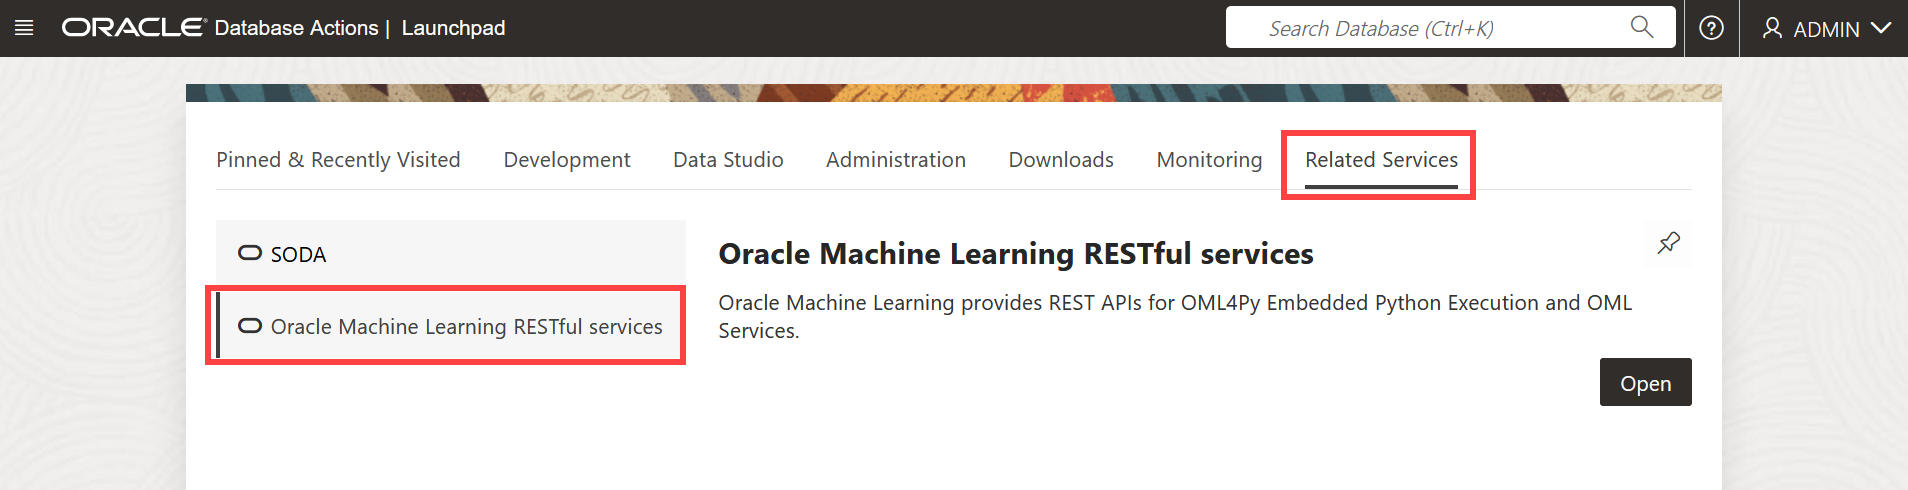 ORACLE Database Actions | Launchpad
Search Database (Ctrl+K)
ADMIN
Pinned & Recently Visited Development Data Studio Administration Downloads Monitoring Related Services
SODA
Oracle Machine Learning RESTful services
Oracle Machine Learning RESTful services
Oracle Machine Learning provides REST APIs for OML4Py Embedded Python Execution and OML
Services.
Open